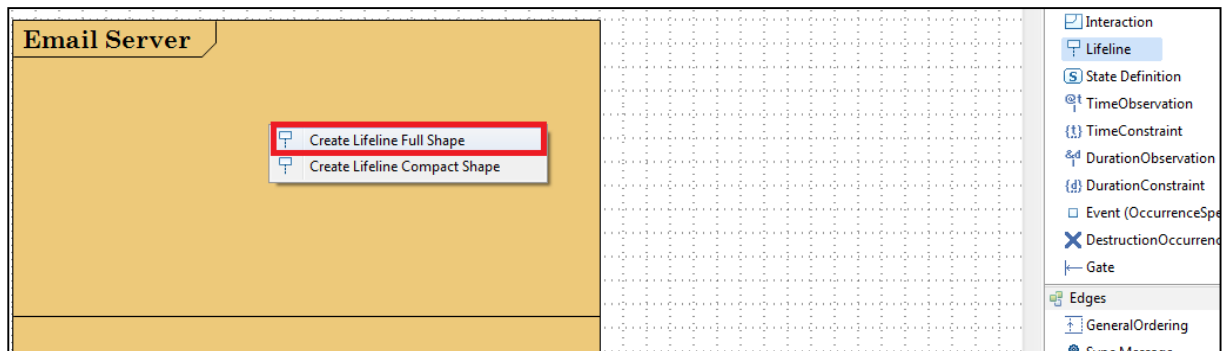 Email Server
Create Lifeline Full Shape
Create Lifeline Compact Shape
Interaction
Lifeline
S State Definition
@t TimeObservation
{t} TimeConstraint
&d DurationObservation
{d} DurationConstraint
Event (OccurrenceSpe
DestructionOccurrenc
Gate
Edges
GeneralOrdering